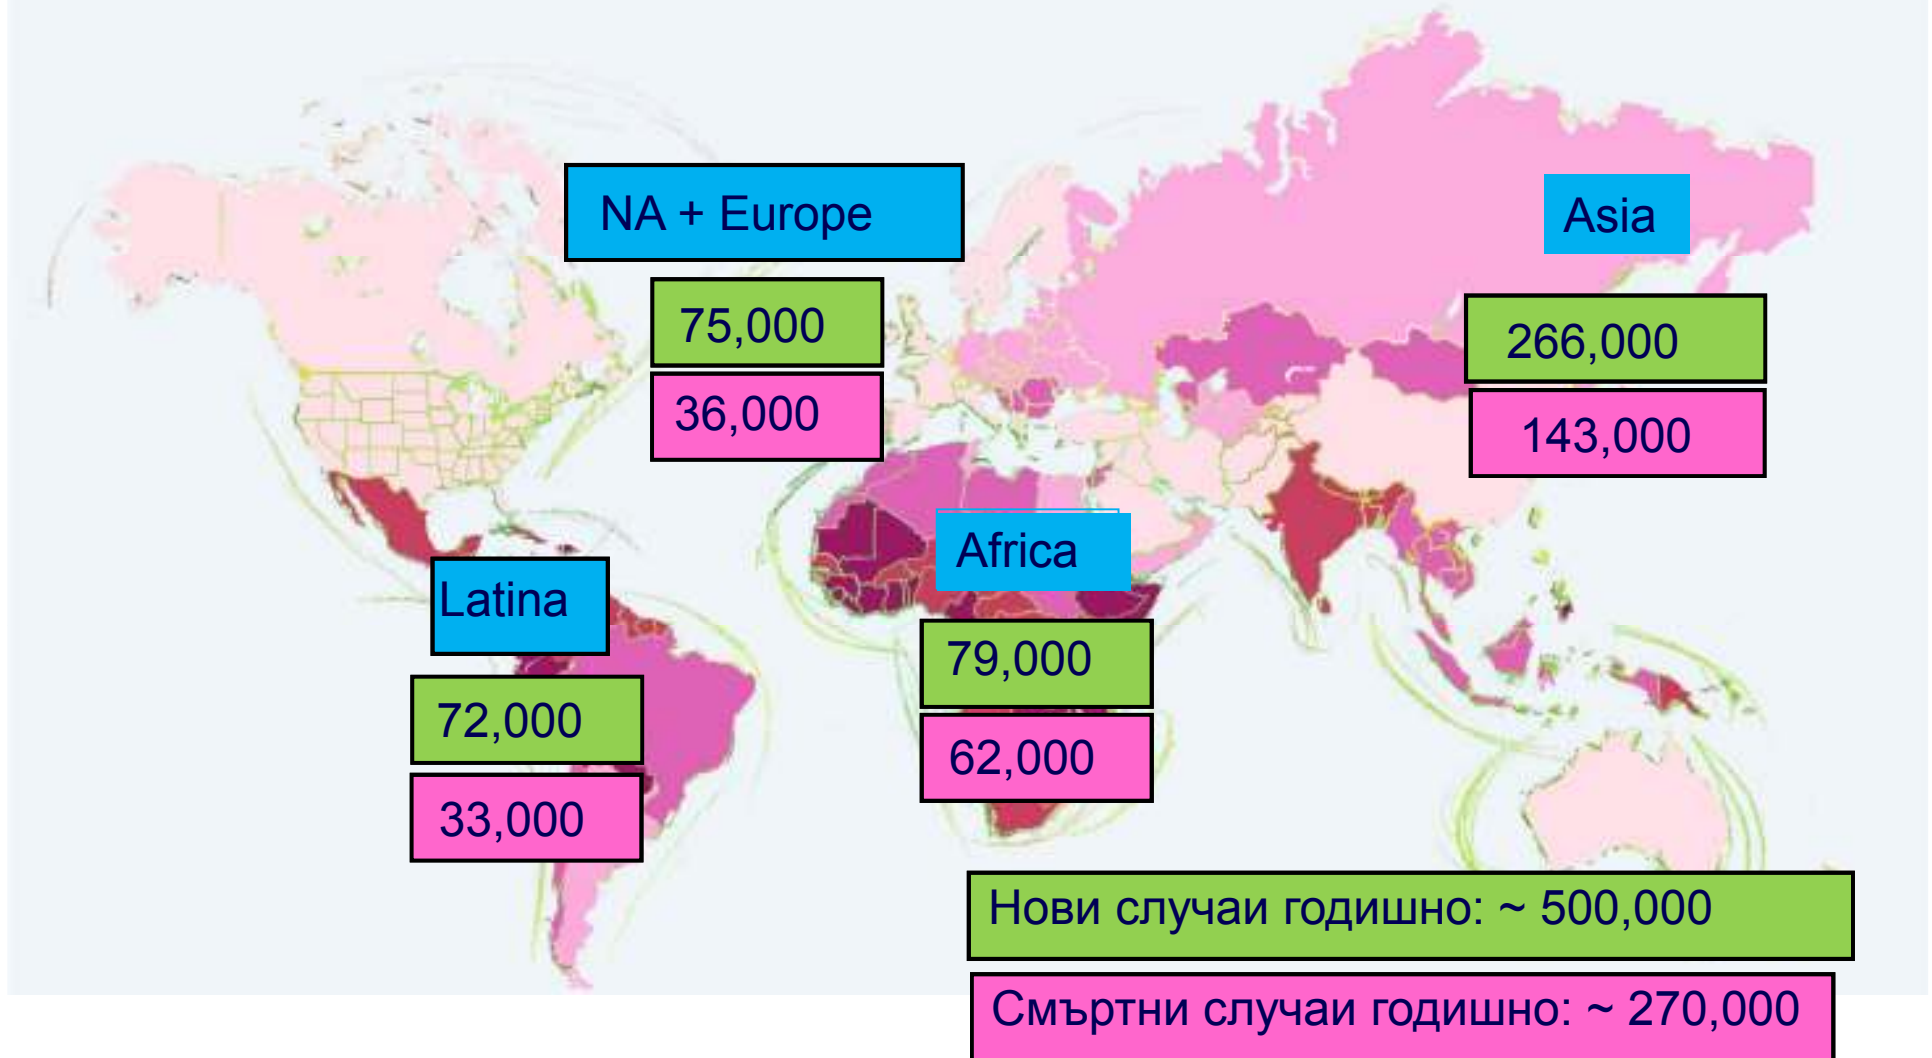 NA + Europe
75,000
36,000
Asia
266,000
143,000
Africa
79,000
62,000
Latina
72,000
33,000
Нови случаи годишно: ~ 500,000
Смъртни случаи годишно: ~ 270,000